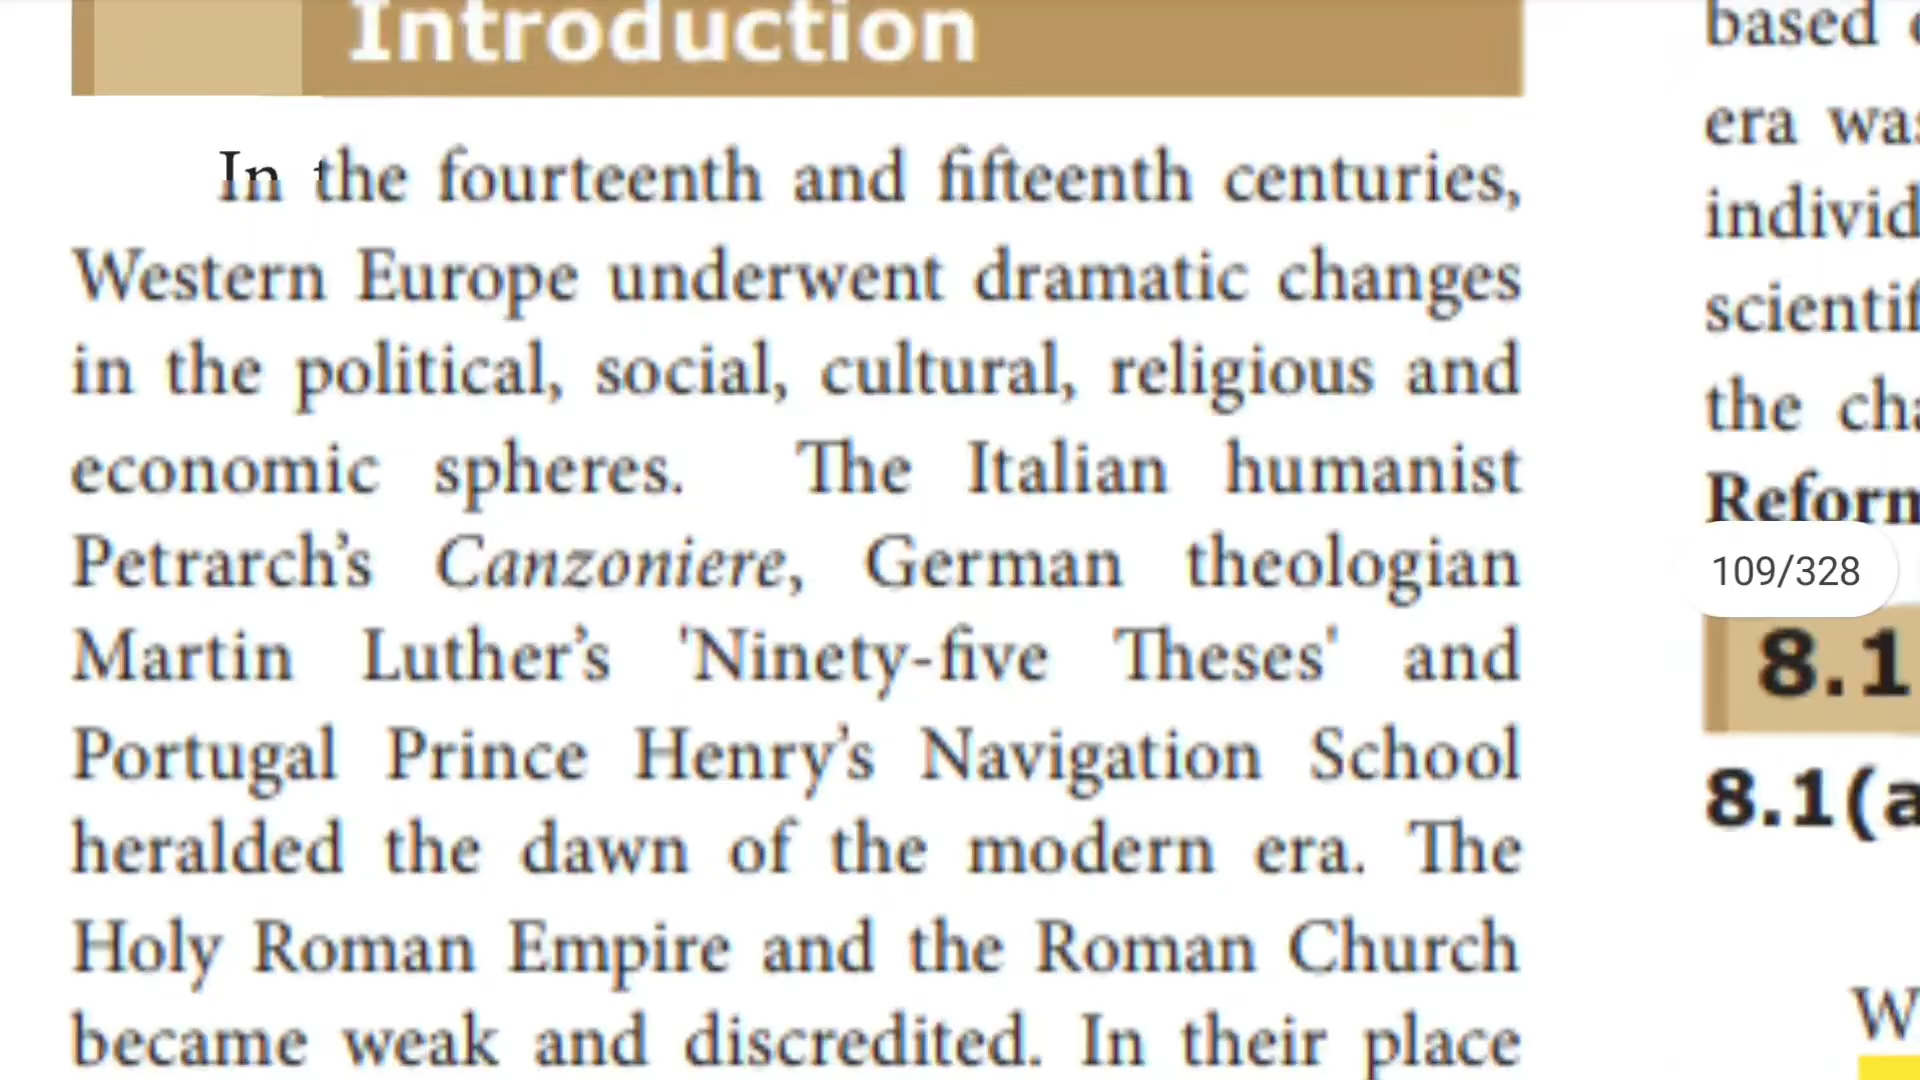 Introduction
In the fourteenth and fifteenth centuries,
Western Europe underwent dramatic changes
in the political, social, cultural, religious and
economic spheres. The Italian humanist
Petrarch’s Canzoniere, German theologian
Martin Luther’s 'Ninety-five Theses' and
Portugal Prince Henry’s Navigation School
heralded the dawn of the modern era. The
Holy Roman Empire and the Roman Church
became weak and discredited. In their place
based
era
the
109/328
8.1